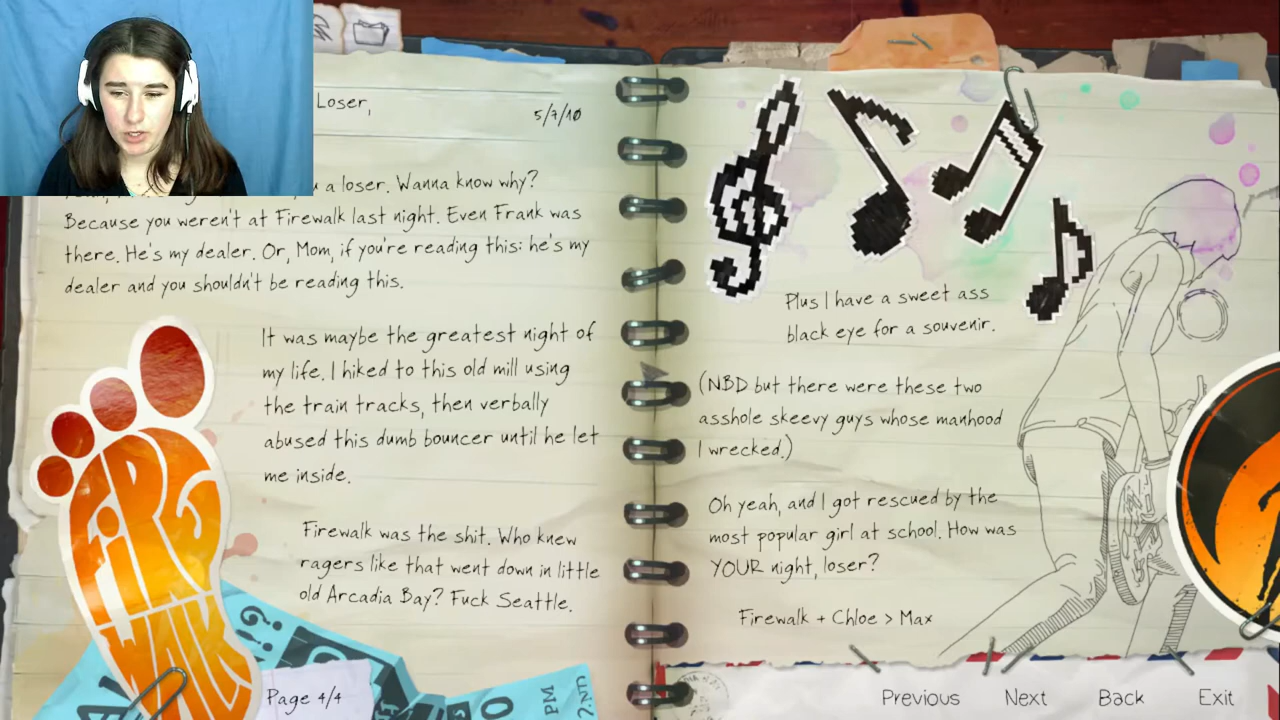 Loser,
5/7/10
a loser. Wanna know why?
Because you weren't at Firewalk last night. Even Frank was
there. He's my dealer. Or, Mom, if you're reading this: he's my
dealer and you shouldn't be reading this.
It was maybe the greatest night of
my life. I hiked to this old mill using
the train tracks, then verbally
abused this dumb bouncer until he let
me inside.
Firewalk was the shit. Who knew
ragers like that went down in little
old Arcadia Bay? Fuck Seattle.
FIRE
WALK
PM
Page 4/4
Plus I have a sweet ass
black eye for a souvenir.
(NBD but there were these two
asshole skeevy guys whose manhood
I wrecked.)
Oh yeah, and I got rescued by the
most popular girl at school. How was
YOUR night, loser?
Firewalk + Chloe > Max
Previous Next Back Exit